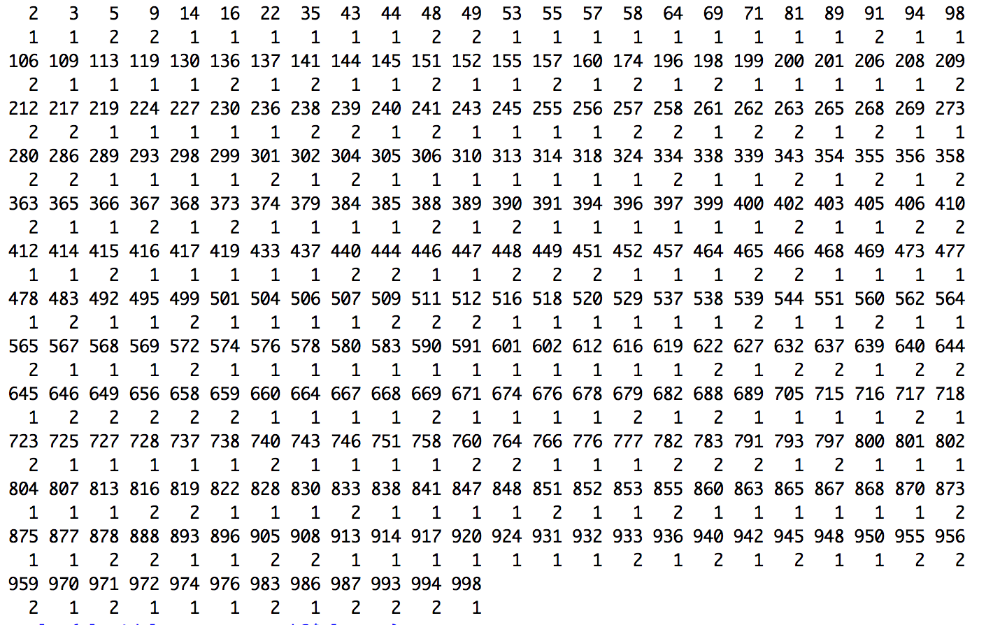 2 3 5 9 14 16 22 35 43 44 48 49 53 55 57 58 64 69 71 81 89 91 94 98
1 1 2 2 1 1 1 1 1 1 2 2 1 1 1 1 1 1 1 1 1 2 1 1
106 109 113 119 130 136 137 141 144 145 151 152 155 157 160 174 196 198 199 200 201 206 208 209
2 1 1 1 1 2 1 2 1 1 2 1 1 2 1 2 1 2 1 1 1 1 1 2
212 217 219 224 227 230 236 238 239 240 241 243 245 255 256 257 258 261 262 263 265 268 269 273
2 2 1 1 1 1 1 2 2 1 2 1 1 1 1 2 2 1 2 2 1 2 1 1
280 286 289 293 298 299 301 302 304 305 306 310 313 314 318 324 334 338 339 343 354 355 356 358
2 2 1 1 1 1 2 1 2 1 1 1 1 1 1 1 2 1 1 2 1 2 1 2
363 365 366 367 368 373 374 379 384 385 388 389 390 391 394 396 397 399 400 402 403 405 406 410
2 1 1 2 1 2 1 1 1 1 2 1 2 1 1 1 1 1 1 2 1 1 2 2
412 414 415 416 417 419 433 437 440 444 446 447 448 449 451 452 457 464 465 466 468 469 473 477
1 1 2 1 1 1 1 1 2 2 1 1 2 2 2 1 1 1 2 2 1 1 1 1
478 483 492 495 499 501 504 506 507 509 511 512 516 518 520 529 537 538 539 544 551 560 562 564
1 2 1 1 2 1 1 1 1 2 2 2 1 1 1 1 1 1 2 1 1 2 1 1
565 567 568 569 572 574 576 578 580 583 590 591 601 602 612 616 619 622 627 632 637 639 640 644
2 1 1 1 2 1 1 1 1 1 1 1 1 1 1 1 1 2 1 2 2 1 2 2
645 646 649 656 658 659 660 664 667 668 669 671 674 676 678 679 682 688 689 705 715 716 717 718
1 2 2 2 2 2 1 1 1 1 2 1 1 1 1 2 1 2 1 1 1 1 2 1
723 725 727 728 737 738 740 743 746 751 758 760 764 766 776 777 782 783 791 793 797 800 801 802
2 1 1 1 1 1 2 1 1 1 1 2 2 1 1 1 2 2 2 1 2 1 1 1
804 807 813 816 819 822 828 830 833 838 841 847 848 851 852 853 855 860 863 865 867 868 870 873
1 1 1 2 2 1 1 1 2 1 1 1 1 2 1 1 2 1 1 1 1 1 1 2
875 877 878 888 893 896 905 908 913 914 917 920 924 931 932 933 936 940 942 945 948 950 955 956
1 1 2 2 1 1 2 2 1 1 1 1 1 1 1 2 1 2 1 2 1 1 2 2
959 970 971 972 974 976 983 986 987 993 994 998
2 1 2 1 1 1 2 1 2 2 2 1